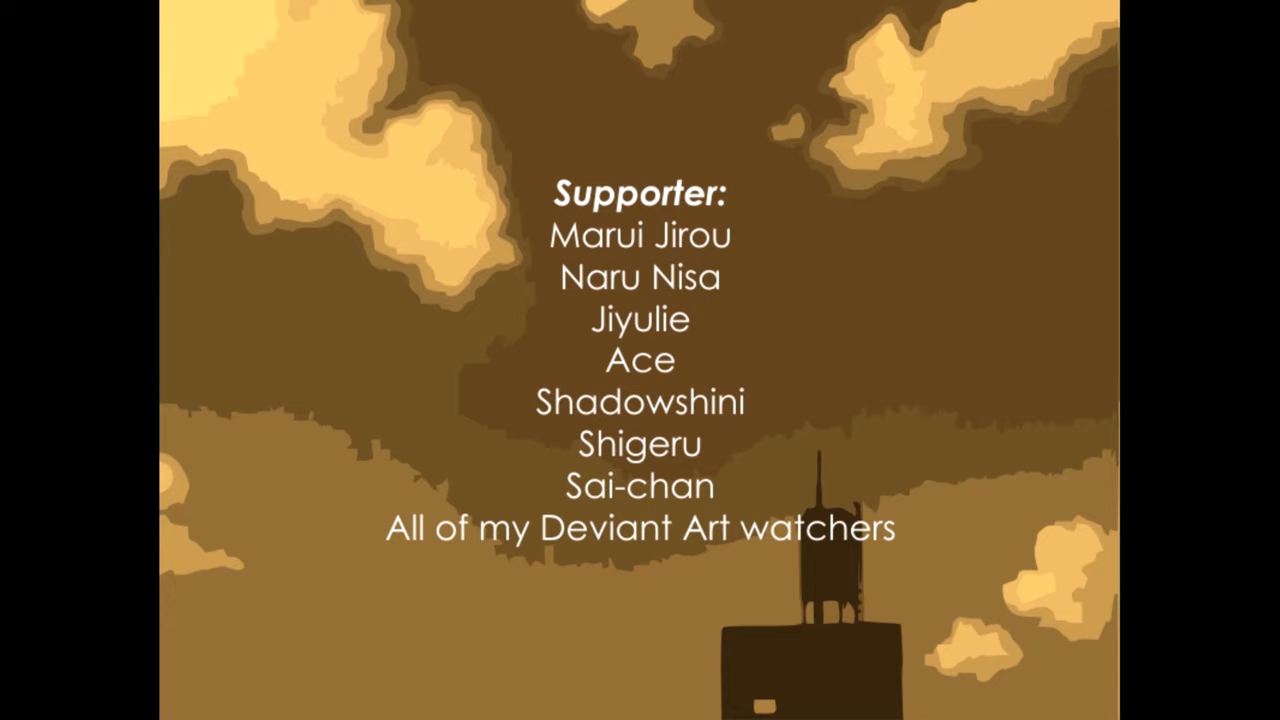 Supporter:
Marui Jirou
Naru Nisa
Jiyulie
Ace
Shadowshini
Shigeru
Sai-chan
All of my Deviant Art watchers